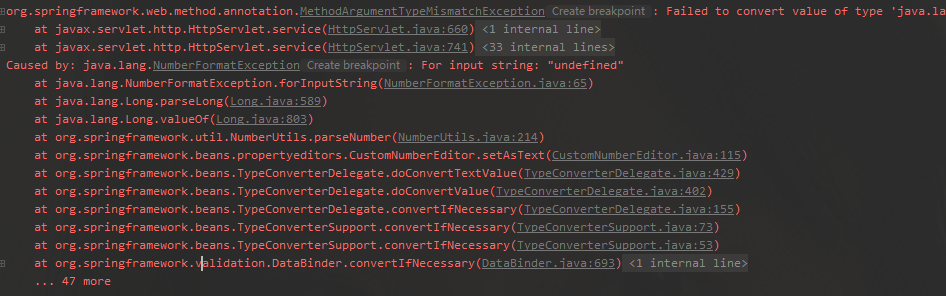 org.springframework.web.method.annotation.MethodArgumentTypeMismatchException Create breakpoint : Failed to convert value of type 'java.la
at javax.servlet.http.HttpServlet.service(HttpServlet.java:660) <1 internal line>
at javax.servlet.http.HttpServlet.service(HttpServlet.java:741) <33 internal lines>
Caused by: java.lang.NumberFormatException Create breakpoint : For input string: "undefined"
at java.lang.NumberFormatException.forInputString(NumberFormatException.java:65)
at java.lang.Long.parseLong(Long.java:589)
at java.lang.Long.valueOf(Long.java:803)
at org.springframework.util.NumberUtils.parseNumber(NumberUtils.java:214)
at org.springframework.beans.propertyeditors.CustomNumberEditor.setAsText(CustomNumberEditor.java:115)
at org.springframework.beans.TypeConverterDelegate.doConvertTextValue(TypeConverterDelegate.java:429)
at org.springframework.beans.TypeConverterDelegate.doConvertValue(TypeConverterDelegate.java:402)
at org.springframework.beans.TypeConverterDelegate.convertIfNecessary(TypeConverterDelegate.java:155)
at org.springframework.beans.TypeConverterSupport.convertIfNecessary(TypeConverterSupport.java:73)
at org.springframework.beans.TypeConverterSupport.convertIfNecessary(TypeConverterSupport.java:53)
at org.springframework.validation.DataBinder.convertIfNecessary(DataBinder.java:693) <1 internal line>
... 47 more